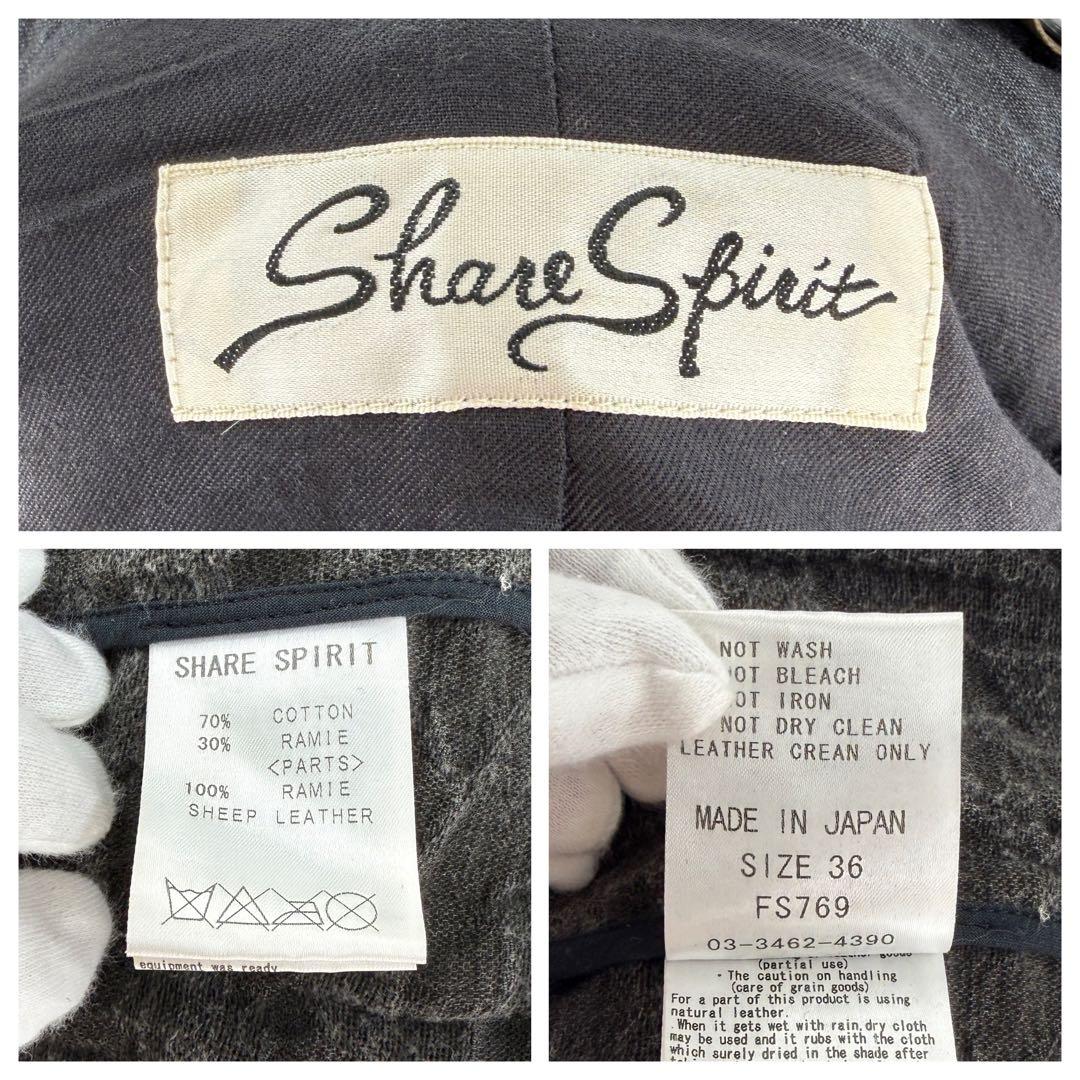 Share Spirit
SHARE SPIRIT
70% COTTON
30% RAMIE
<PARTS>
100% RAMIE
SHEEP LEATHER
equipment was ready
NOT WASH
NOT BLEACH
NOT IRON
NOT DRY CLEAN
LEATHER CREAN ONLY
MADE IN JAPAN
SIZE 36
FS769
03-3462-4390
(partial use)
・The caution on handling
(care of grain goods)
For a part of this product is using
natural leather.
・When it gets wet with rain,dry cloth
may be used and it rubs with the cloth
which surely dried in the shade after